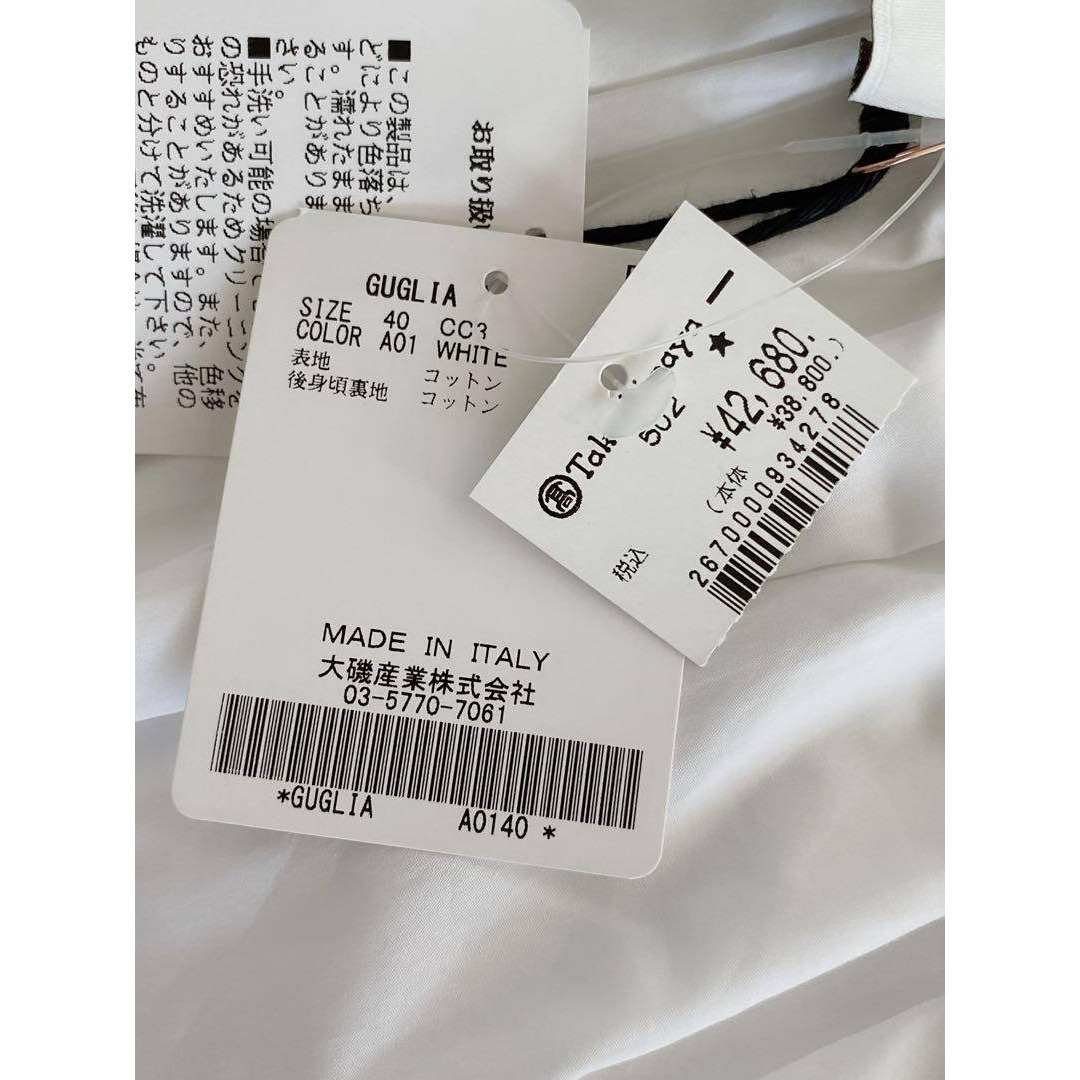 お取り扱
■この製品は、
どにより色落ち
す。濡れたまま
ることがありま
さい。
■手洗い可能の場合
の恐れがあるためクリーニングを
おすすめいたします。また、色移
りすることがありますので、他の
ものと分けて洗濯して下さい。
GUGLIA
SIZE 40 CC3
COLOR A01 WHITE
表地 コットン
後身頃裏地 コットン
MADE IN ITALY
大磯産業株式会社
03-5770-7061
*GUGLIA A0140 *
髙 Tak aya
502
★
¥42,680.
(本体 ¥38,800.)
税込
2670000934278